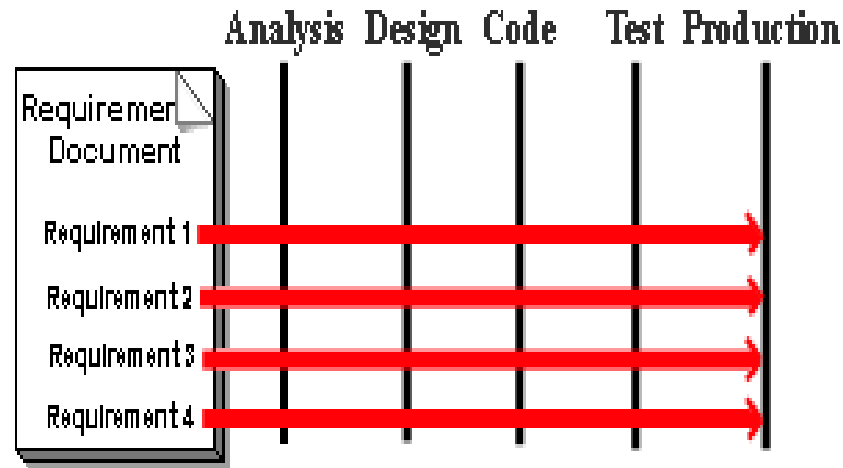 Analysis Design Code Test Production
Requiremen
Document
Requirement 1
Requirement 2
Requirement 3
Requirement 4